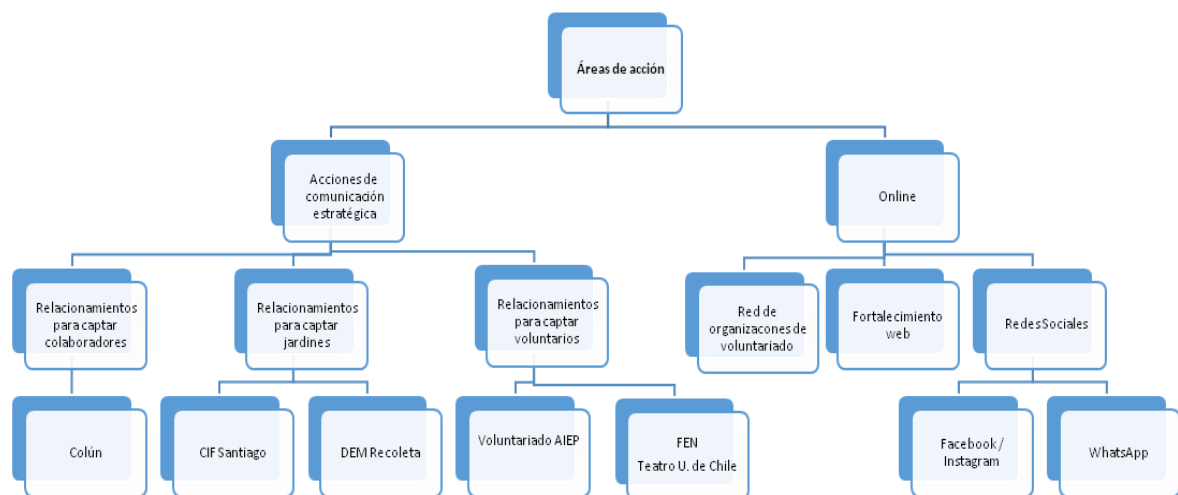 Áreas de acción
Acciones de
comunicación
estratégica
Online
Relacionamientos
para captar
colaboradores
Relacionamientos
para captar
jardines
Relacionamientos
para captar
voluntarios
Red de
organizacones de
voluntariado
Fortalecimiento
web
Redes Sociales
Colún
CIF Santiago
DEM Recoleta
Voluntariado AIEP
FEN
Teatro U. de Chile
Facebook /
Instagram
WhatsApp